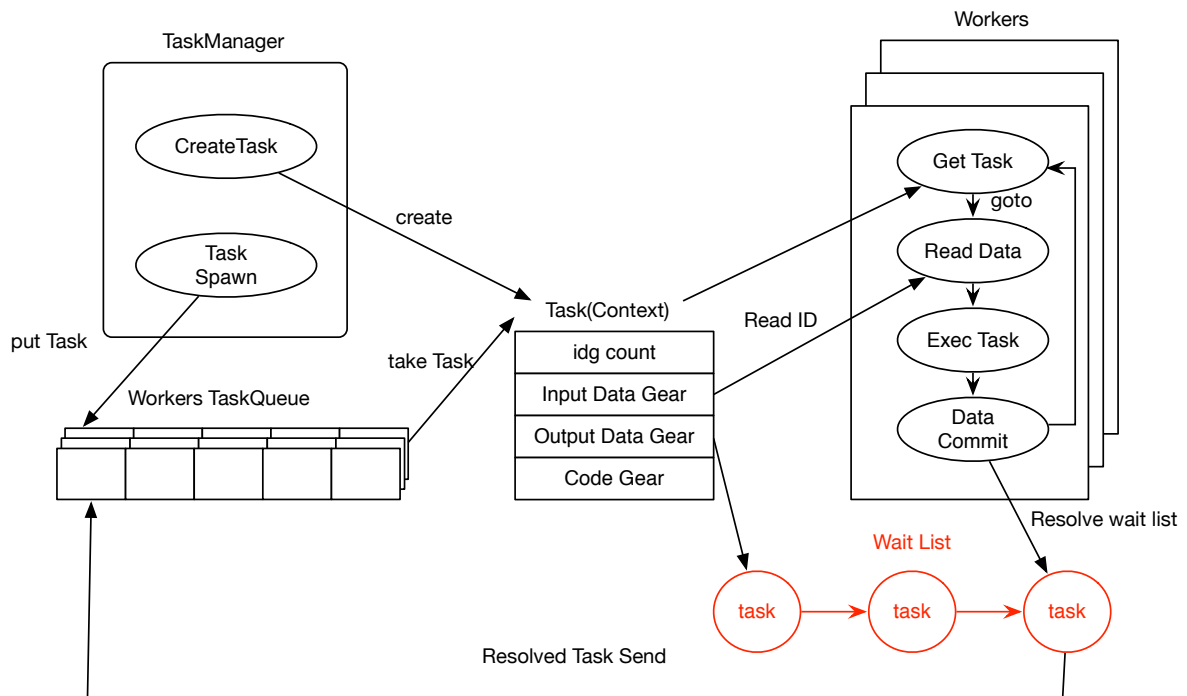 Workers
TaskManager
CreateTask
Get Task
goto
create
Task
Spawn
Read Data
Task(Context)
Read ID
put Task
idg count
Exec Task
take Task
Workers TaskQueue
Input Data Gear
Output Data Gear
Data
Commit
Code Gear
Resolve wait list
Wait List
task
task
task
Resolved Task Send